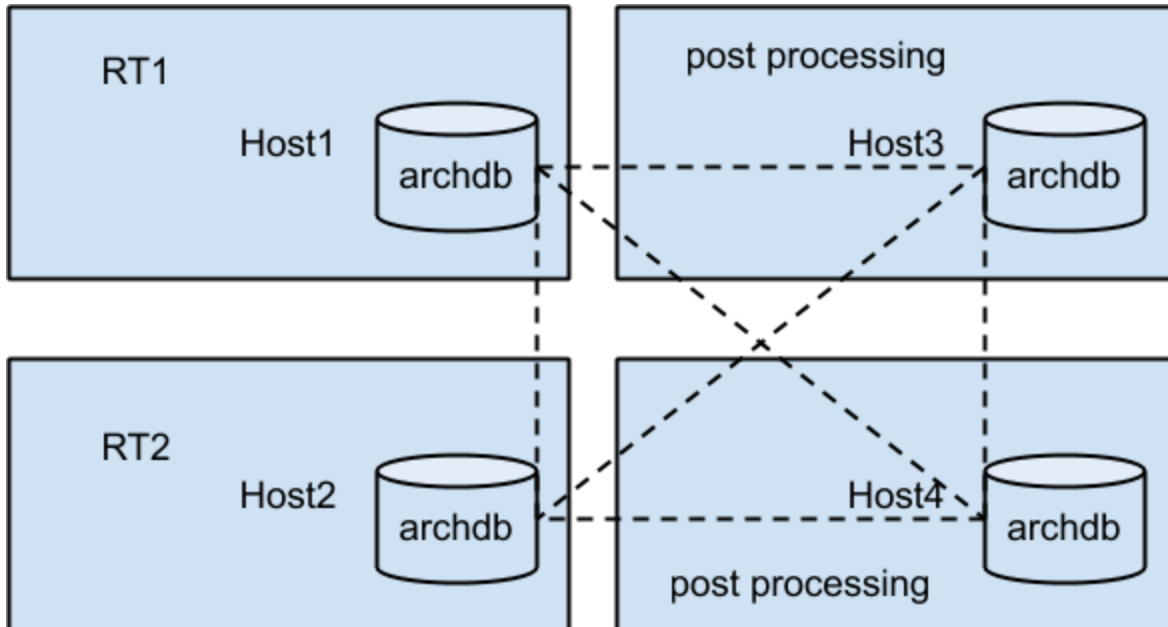 RT1
Host1
archdb
post processing
Host3
archdb
RT2
Host2
archdb
Host4
archdb
post processing